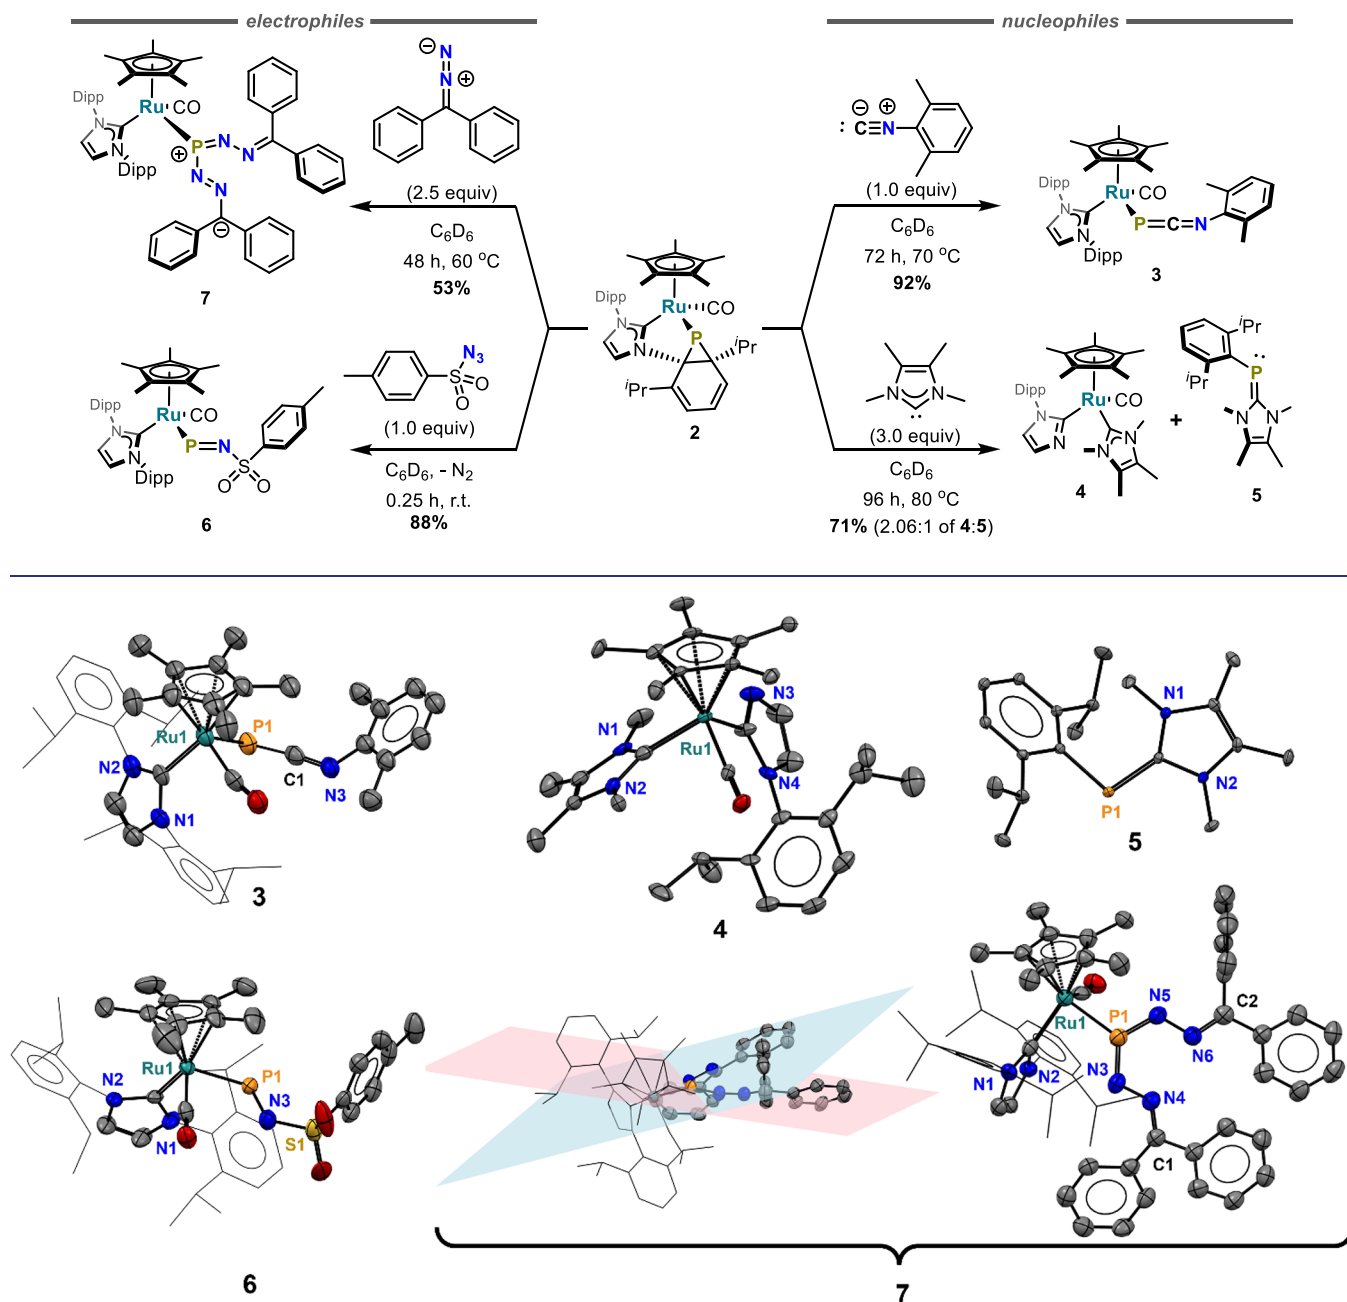 electrophiles
nucleophiles
Dipp
Ru
CO
N
N
Dipp
P
⊕
N
N
N
N
⊖
7
⊖ N
N ⊕
(2.5 equiv)
C6D6
48 h, 60 °C
53%
⊖ ⊕
:C≡N
(1.0 equiv)
C6D6
72 h, 70 °C
92%
Dipp
Ru
CO
N
N
Dipp
P=C=N
3
Dipp
Ru
CO
N
N
P
iPr
iPr
2
Dipp
Ru
CO
N
N
Dipp
P=N
S
O
O
6
N3
S
O
O
(1.0 equiv)
C6D6, - N2
0.25 h, r.t.
88%
N
N
:
(3.0 equiv)
C6D6
96 h, 80 °C
71% (2.06:1 of 4:5)
Dipp
Ru
CO
N
N
N
N
4
+
iPr
iPr
P
N
N
5
Ru1
P1
C1
N3
N2
N1
3
N1
N2
Ru1
N3
N4
4
N1
N2
P1
5
Ru1
P1
N2
N3
N1
S1
6
Ru1
P1
N5
C2
N6
N1
N2
N3
N4
C1
7